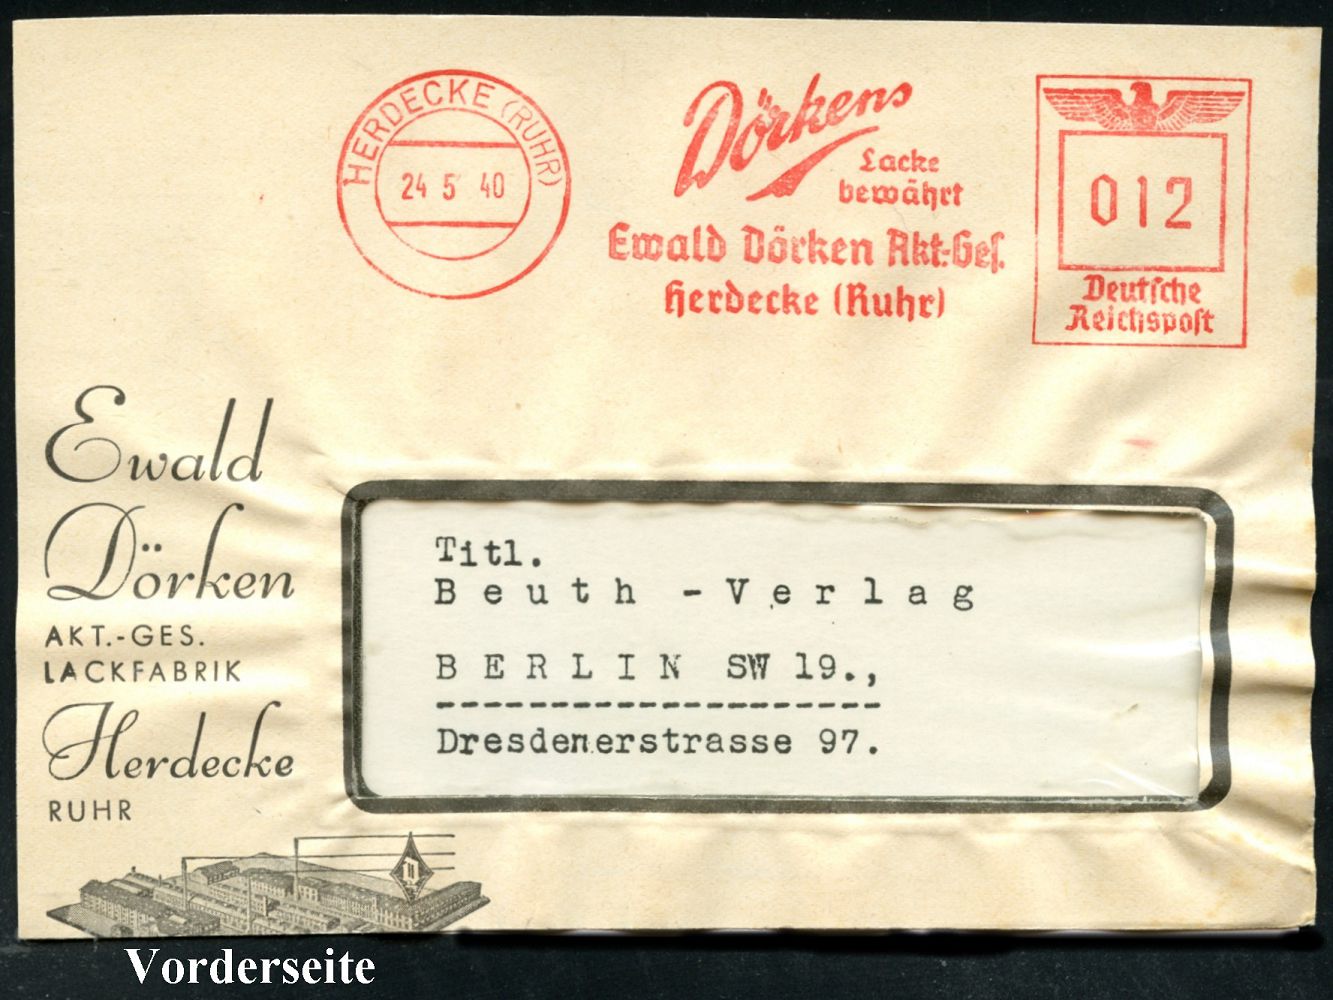 HERDECKE (RUHR)
24 5 40
Dörkens
Lacke
bewährt
Ewald Dörken Akt.-Ges.
Herdecke (Ruhr)
012
Deutsche
Reichspost
Ewald
Dörken
AKT.-GES.
LACKFABRIK
Herdecke
RUHR
Titl.
Beuth -Verlag
BERLIN SW 19.,
Dresdenerstrasse 97.
Vorderseite